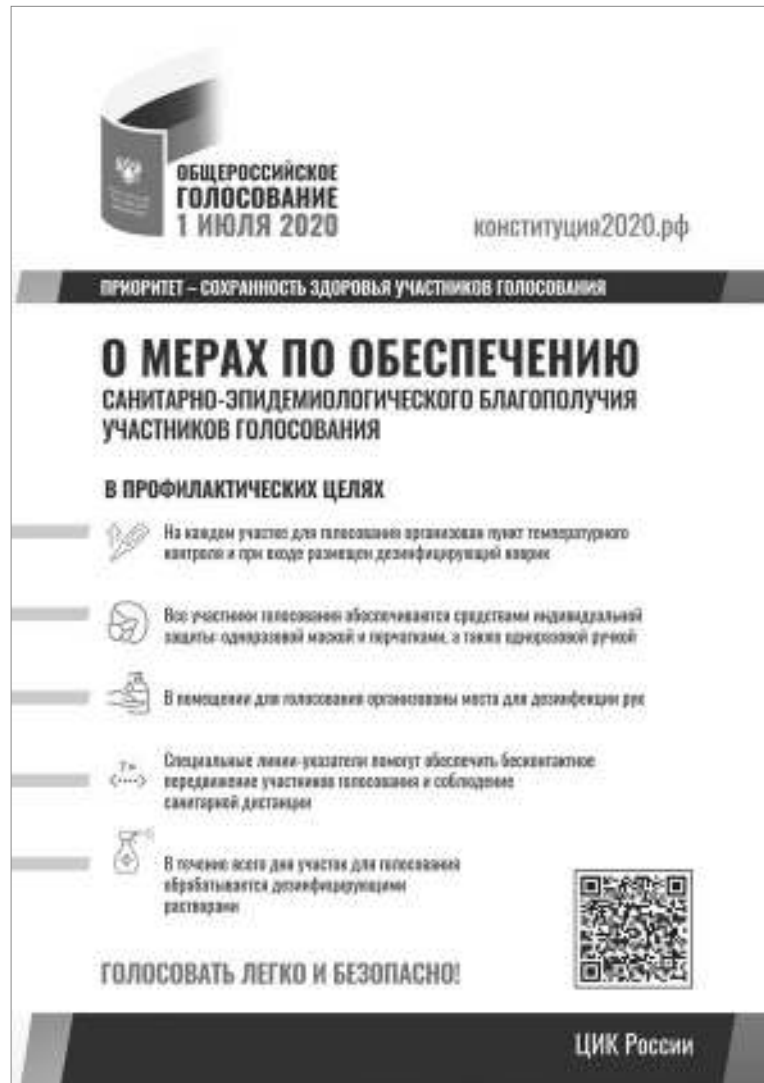 ОБЩЕРОССИЙСКОЕ
ГОЛОСОВАНИЕ
1 ИЮЛЯ 2020
конституция2020.рф
ПРИОРИТЕТ – СОХРАННОСТЬ ЗДОРОВЬЯ УЧАСТНИКОВ ГОЛОСОВАНИЯ
О МЕРАХ ПО ОБЕСПЕЧЕНИЮ
САНИТАРНО-ЭПИДЕМИОЛОГИЧЕСКОГО БЛАГОПОЛУЧИЯ
УЧАСТНИКОВ ГОЛОСОВАНИЯ
В ПРОФИЛАКТИЧЕСКИХ ЦЕЛЯХ
На каждом участке для голосования организован пункт температурного
контроля и при входе размещен дезинфицирующий коврик
Все участники голосования обеспечиваются средствами индивидуальной
защиты: одноразовой маской и перчатками, а также одноразовой ручкой
В помещении для голосования организованы места для дезинфекции рук
Специальные линии-указатели помогут обеспечить бесконтактное
передвижение участников голосования и соблюдение
санитарной дистанции
В течение всего дня участок для голосования
обрабатывается дезинфицирующими
растворами
ГОЛОСОВАТЬ ЛЕГКО И БЕЗОПАСНО!
ЦИК России